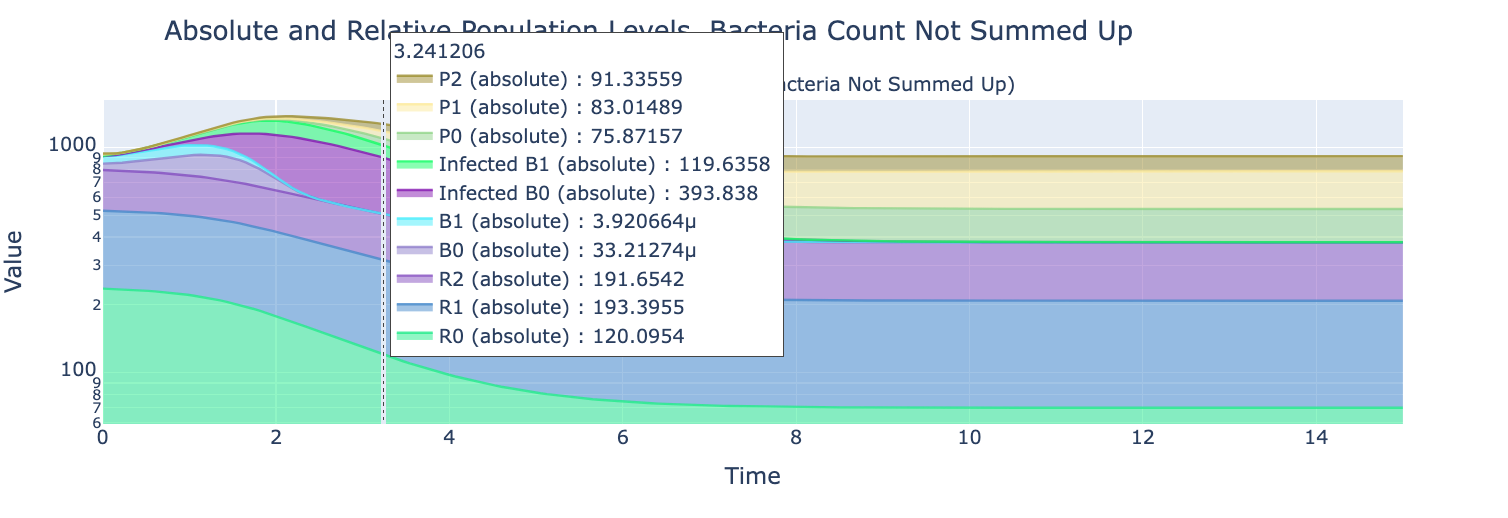 Absolute and Relative Population Levels, Bacteria Count Not Summed Up
cteria Not Summed Up)
3.241206
P2 (absolute) : 91.33559
P1 (absolute) : 83.01489
P0 (absolute) : 75.87157
Infected B1 (absolute) : 119.6358
Infected B0 (absolute) : 393.838
B1 (absolute) : 3.920664μ
B0 (absolute) : 33.21274μ
R2 (absolute) : 191.6542
R1 (absolute) : 193.3955
R0 (absolute) : 120.0954
Value
1000
9
8
7
6
5
4
3
2
100
9
8
7
6
0 2 4 6 8 10 12 14
Time